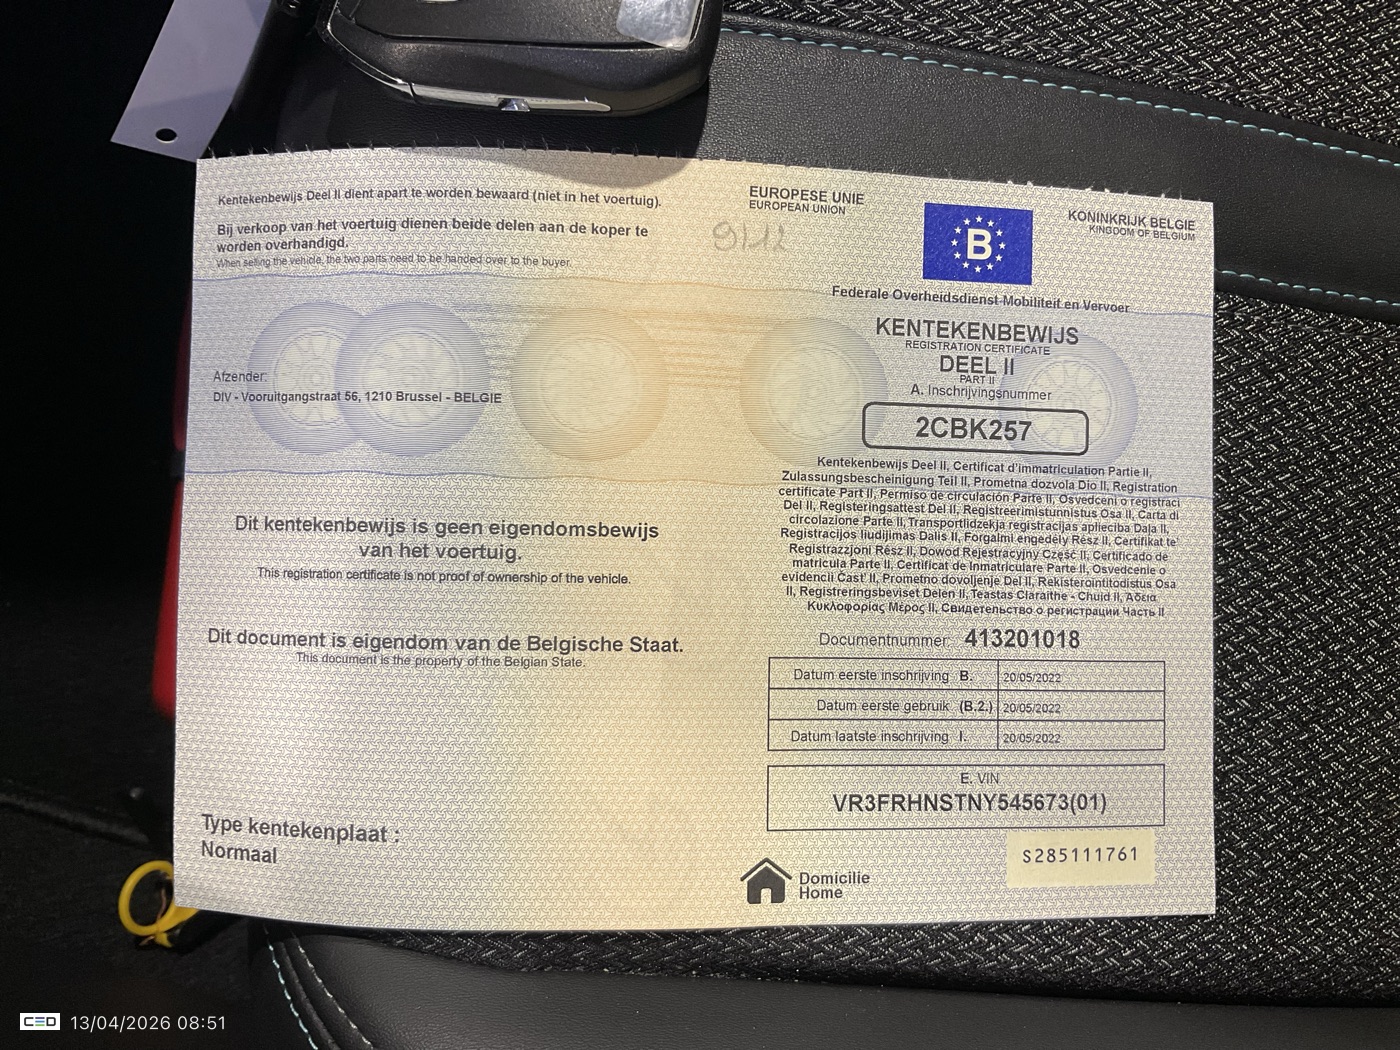 Kentekenbewijs Deel II dient apart te worden bewaard (niet in het voertuig).
Bij verkoop van het voertuig dienen beide delen aan de koper te
worden overhandigd.
When selling the vehicle, the two parts need to be handed over to the buyer.
Afzender:
DIV - Vooruitgangstraat 56, 1210 Brussel - BELGIE
Dit kentekenbewijs is geen eigendomsbewijs
van het voertuig.
This registration certificate is not proof of ownership of the vehicle.
Dit document is eigendom van de Belgische Staat.
This document is the property of the Belgian State.
Type kentekenplaat :
Normaal
EUROPESE UNIE
EUROPEAN UNION
B
KONINKRIJK BELGIE
KINGDOM OF BELGIUM
Federale Overheidsdienst Mobiliteit en Vervoer
KENTEKENBEWIJS
REGISTRATION CERTIFICATE
DEEL II
PART II
A. Inschrijvingsnummer
2CBK257
Kentekenbewijs Deel II, Certificat d'immatriculation Partie II,
Zulassungsbescheinigung Teil II, Prometna dozvola Dio II, Registration
certificate Part II, Permiso de circulación Parte II, Osvedceni o registraci
Del II, Registeringsattest Del II, Registreerimistunnistus Osa II, Carta di
circolazione Parte II, Transportlidzekja registracijas aplieciba Daļa II,
Registracijos liudijimas Dalis II, Forgalmi engedély Rész II, Certifikat te'
Registrazzjoni Rész II, Dowod Rejestracyjny Część II, Certificado de
matricula Parte II, Certificat de Inmatriculare Parte II, Osvedcenie o
evidencii Čast' II, Prometno dovoljenje Del II, Rekisterointitodistus Osa
II, Registreringsbeviset Delen II, Teastas Claraithe - Chuid II, Αδεια
Κυκλοφορίας Μέρος II, Свидетельство о регистрации Часть II
Documentnummer: 413201018
Datum eerste inschrijving B. 20/05/2022
Datum eerste gebruik (B.2.) 20/05/2022
Datum laatste inschrijving I. 20/05/2022
E. VIN
VR3FRHNSTNY545673(01)
S285111761
Domicilie
Home
CED 13/04/2026 08:51